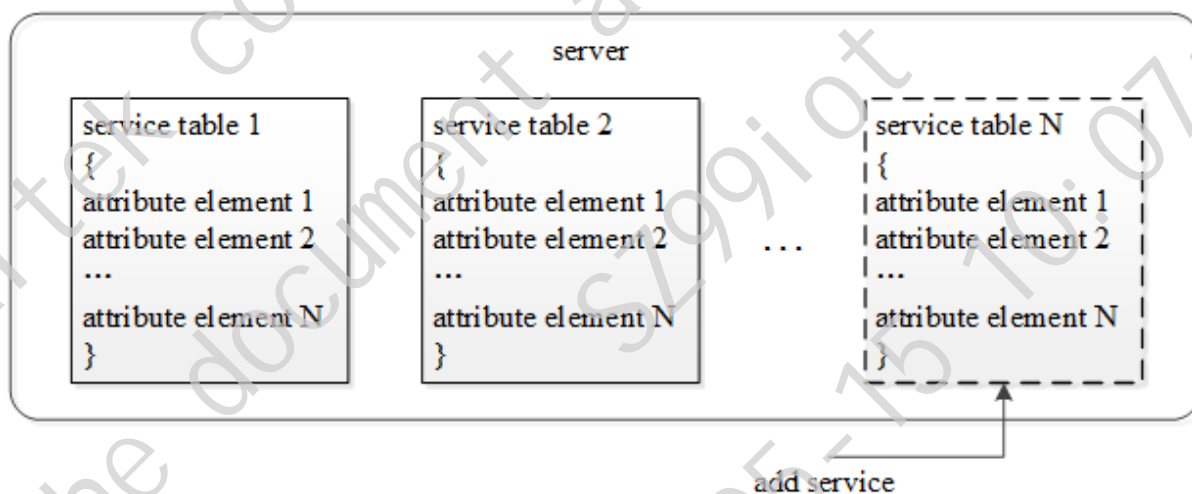 server
service table 1
{
attribute element 1
attribute element 2
...
attribute element N
}
service table 2
{
attribute element 1
attribute element 2
...
attribute element N
}
...
service table N
{
attribute element 1
attribute element 2
...
attribute element N
}
add service